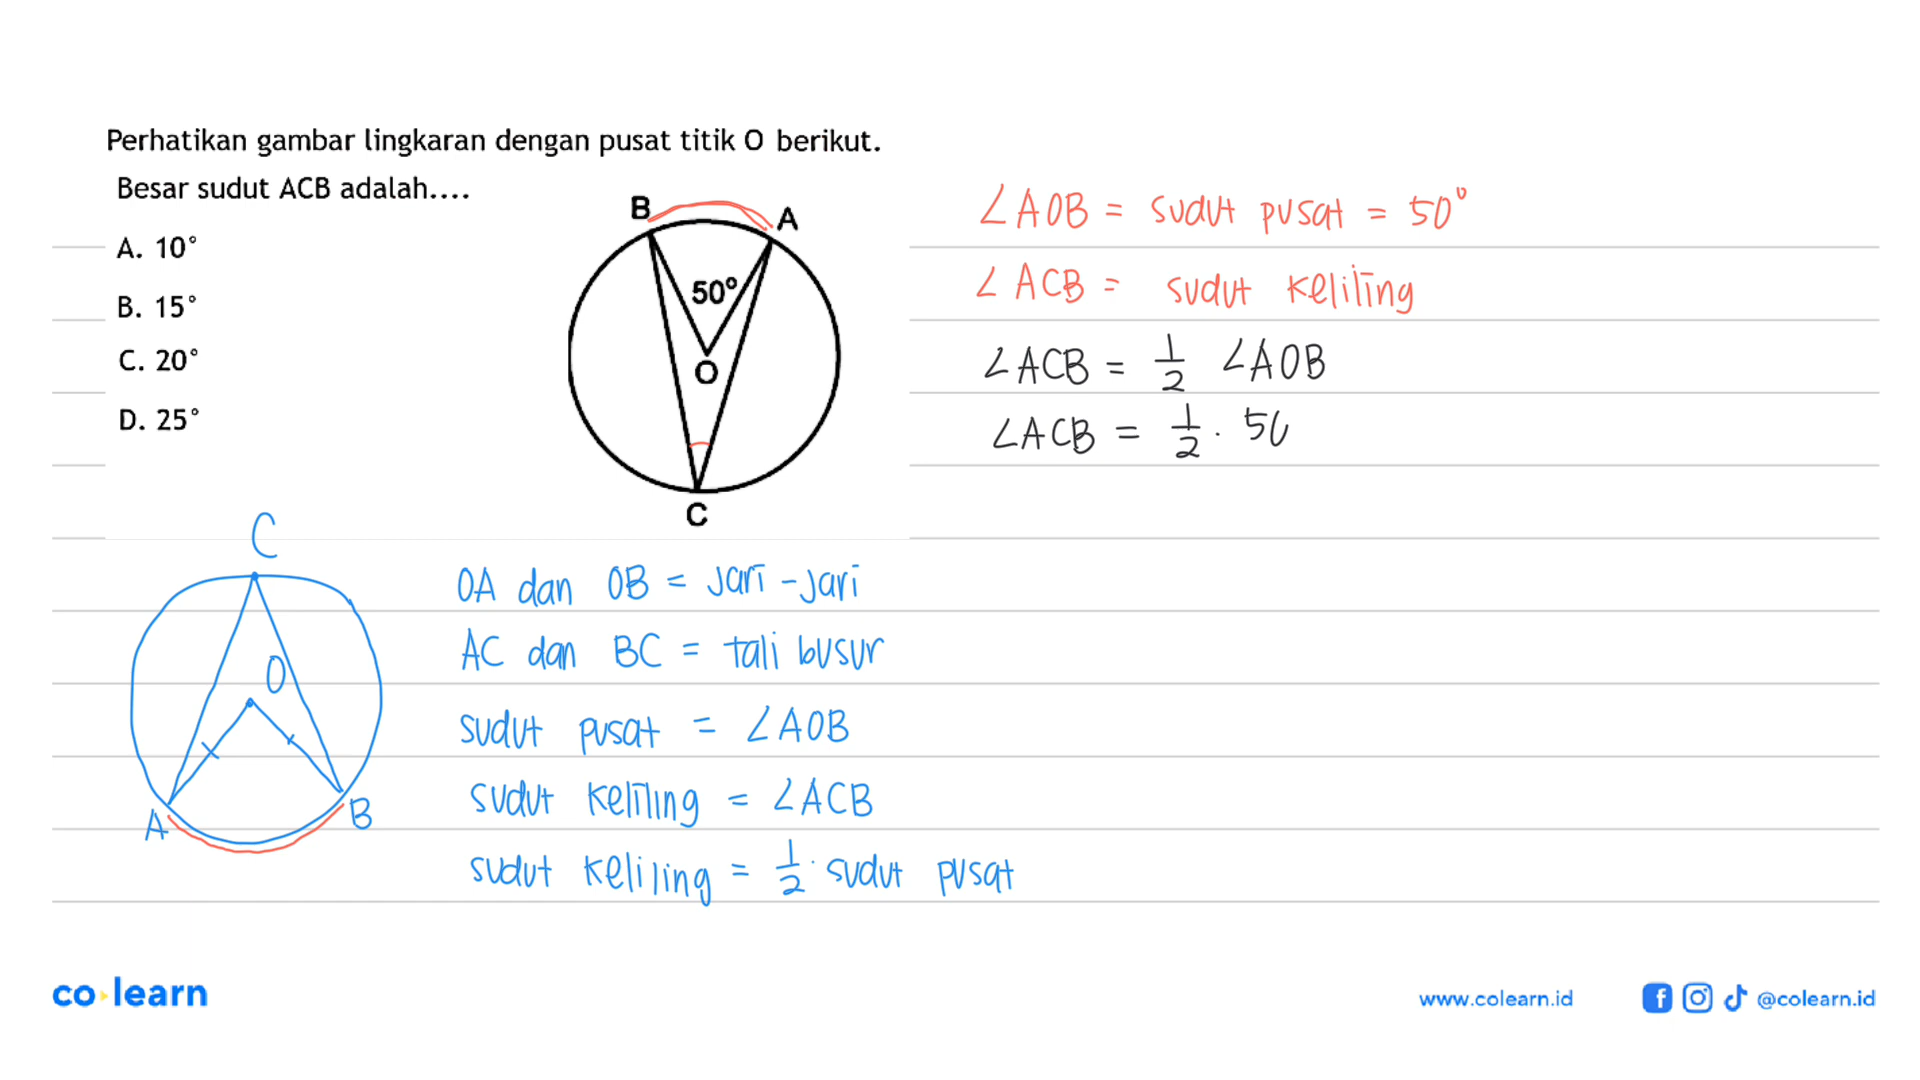 Perhatikan gambar lingkaran dengan pusat titik O berikut.
Besar sudut ACB adalah....
A. 10°
B. 15°
C. 20°
D. 25°
B
A
50°
O
C
∠AOB = sudut pusat = 50°
∠ACB = sudut keliling
∠ACB = 1/2 ∠AOB
∠ACB = 1/2 . 50
C
O
A
B
OA dan OB = jari-jari
AC dan BC = tali busur
sudut pusat = ∠AOB
sudut keliling = ∠ACB
sudut keliling = 1/2 . sudut pusat
co learn
www.colearn.id
@colearn.id